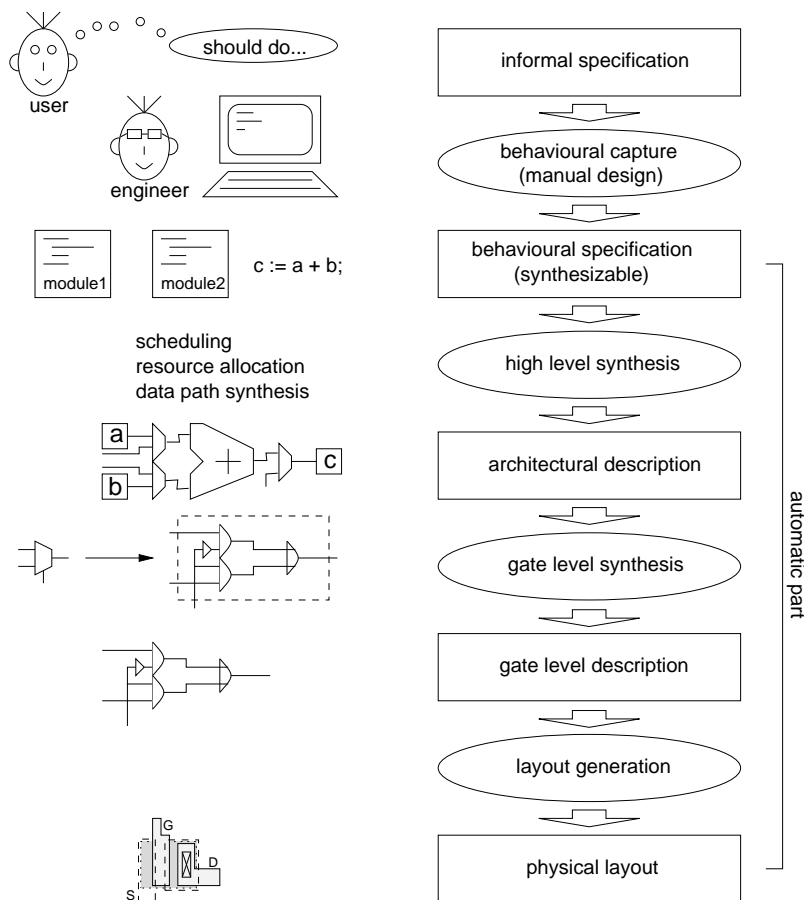 should do...
informal specification
user
behavioural capture
(manual design)
engineer
behavioural specification
(synthesizable)
module1
module2
c := a + b;
scheduling
resource allocation
data path synthesis
high level synthesis
a
b
c
architectural description
gate level synthesis
automatic part
gate level description
layout generation
G
D
S
physical layout